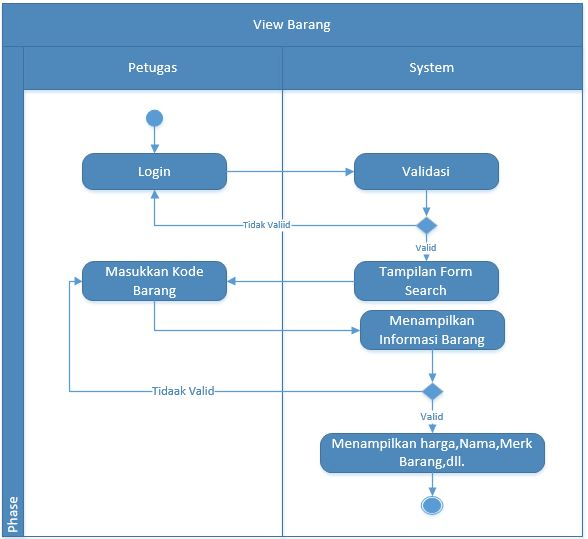 View Barang
Petugas
System
Login
Validasi
Tidak Valiid
Valid
Masukkan Kode
Barang
Tampilan Form
Search
Menampilkan
Informasi Barang
Tidaak Valid
Valid
Menampilkan harga,Nama,Merk
Barang,dll.
Phase